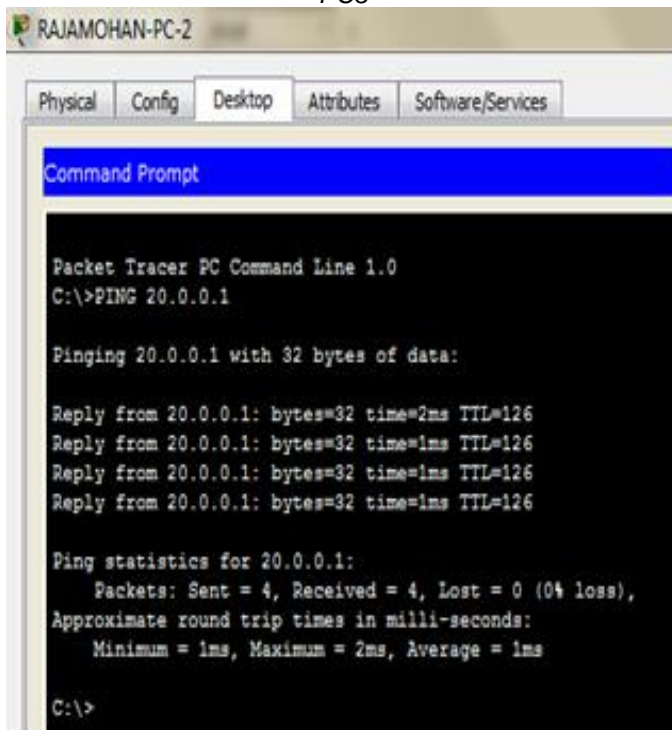 RAJAMOHAN-PC-2
Physical Config Desktop Attributes Software/Services
Command Prompt
Packet Tracer PC Command Line 1.0
C:\>PING 20.0.0.1
Pinging 20.0.0.1 with 32 bytes of data:
Reply from 20.0.0.1: bytes=32 time=2ms TTL=126
Reply from 20.0.0.1: bytes=32 time=1ms TTL=126
Reply from 20.0.0.1: bytes=32 time=1ms TTL=126
Reply from 20.0.0.1: bytes=32 time=1ms TTL=126
Ping statistics for 20.0.0.1:
Packets: Sent = 4, Received = 4, Lost = 0 (0% loss),
Approximate round trip times in milli-seconds:
Minimum = 1ms, Maximum = 2ms, Average = 1ms
C:\>